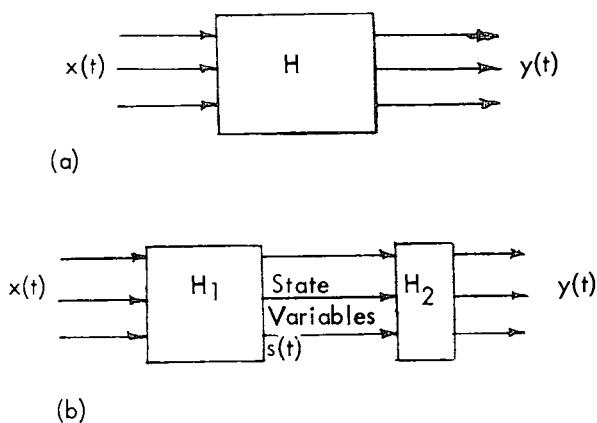 x(t) H y(t)
(a)
x(t) H1 State H2 y(t)
Variables
s(t)
(b)